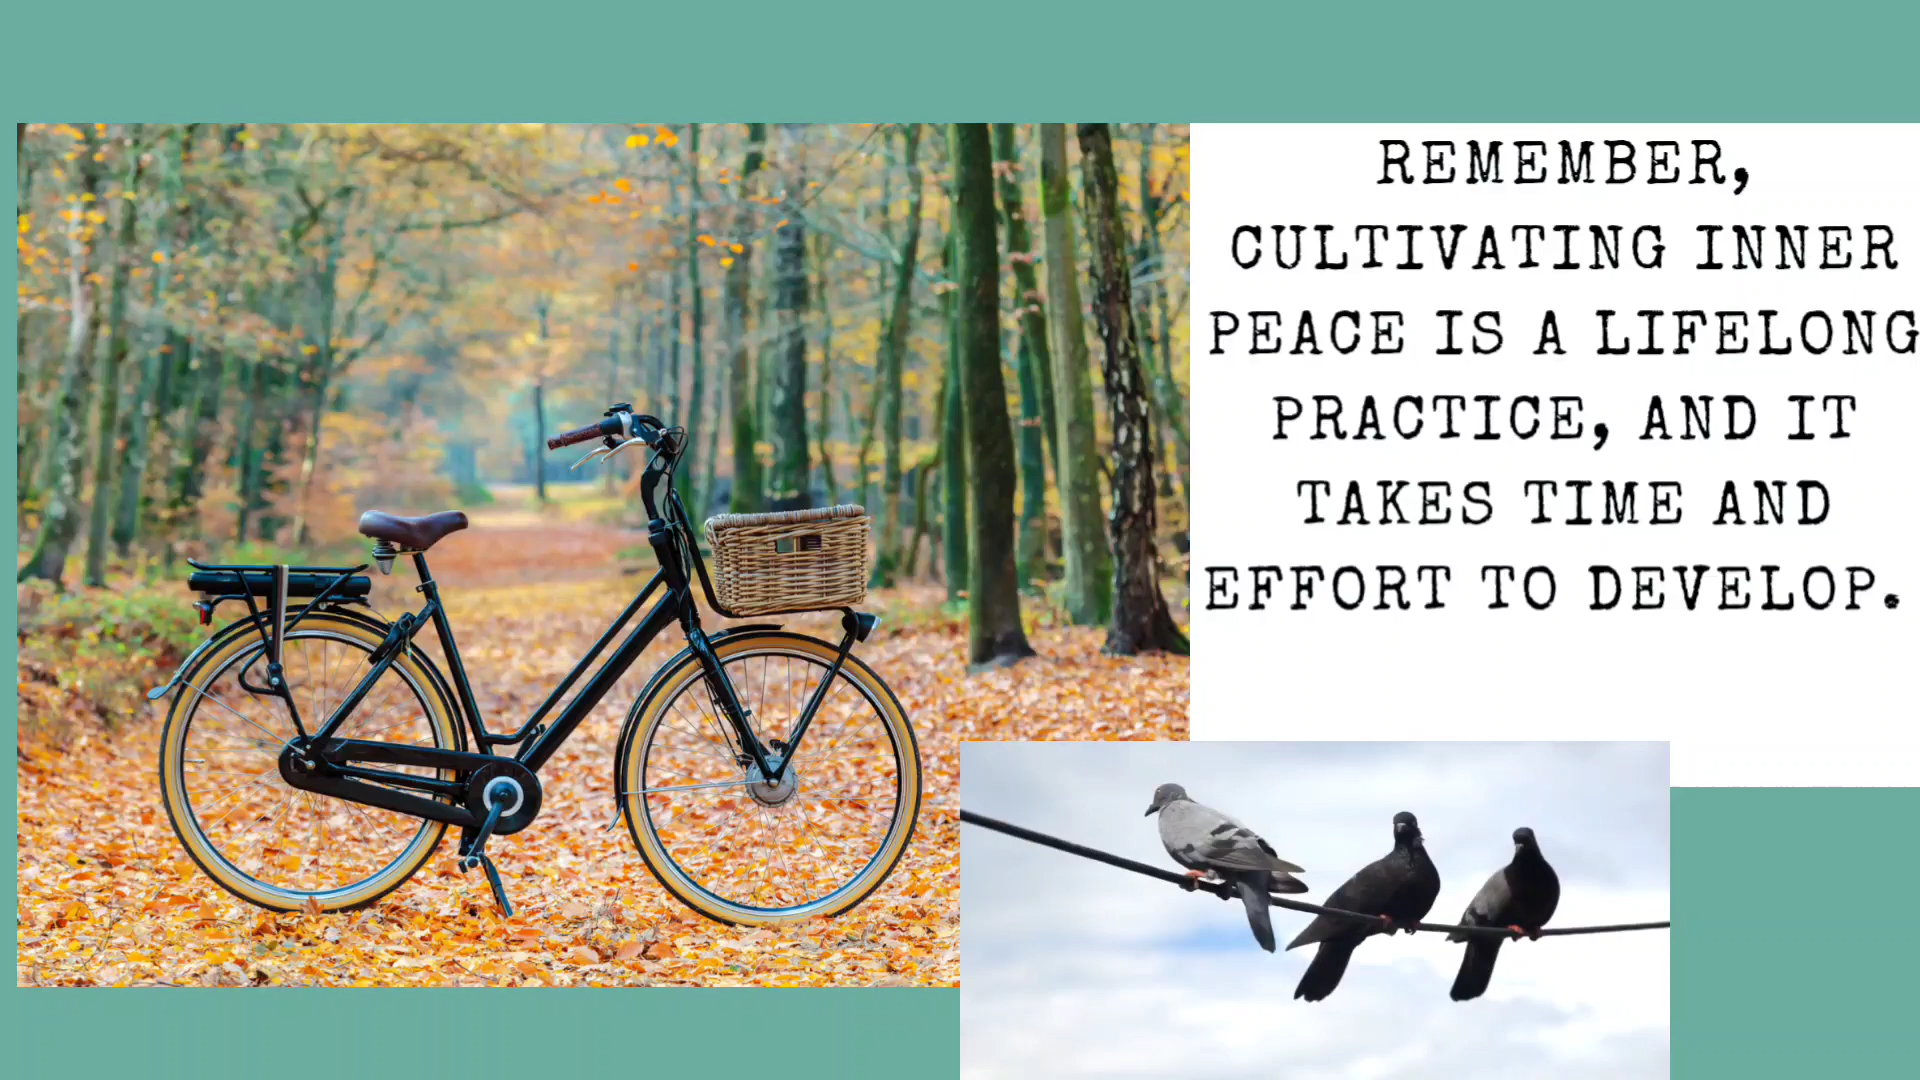 REMEMBER,
CULTIVATING INNER
PEACE IS A LIFELONG
PRACTICE, AND IT
TAKES TIME AND
EFFORT TO DEVELOP.